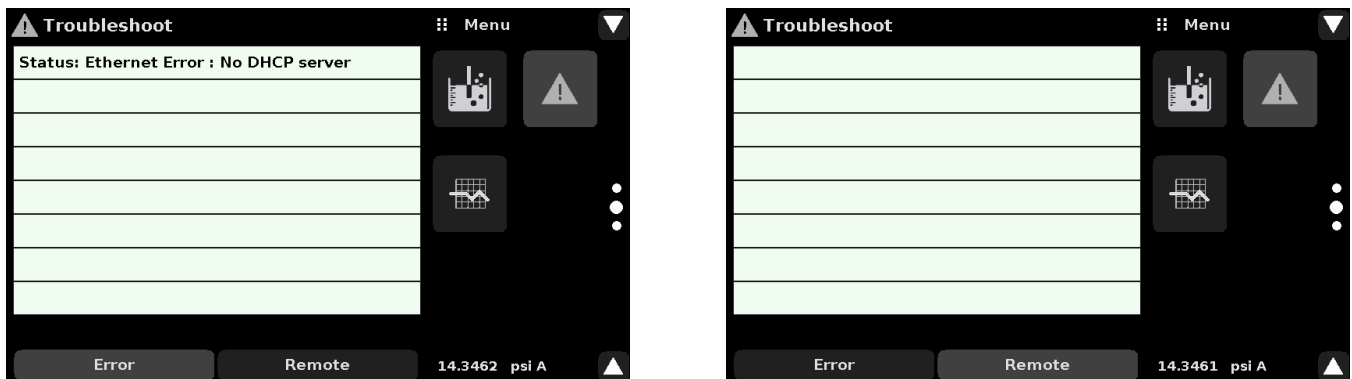 Troubleshoot
Menu
Status: Ethernet Error : No DHCP server
Error
Remote
14.3462 psi A
Troubleshoot
Menu
Error
Remote
14.3461 psi A